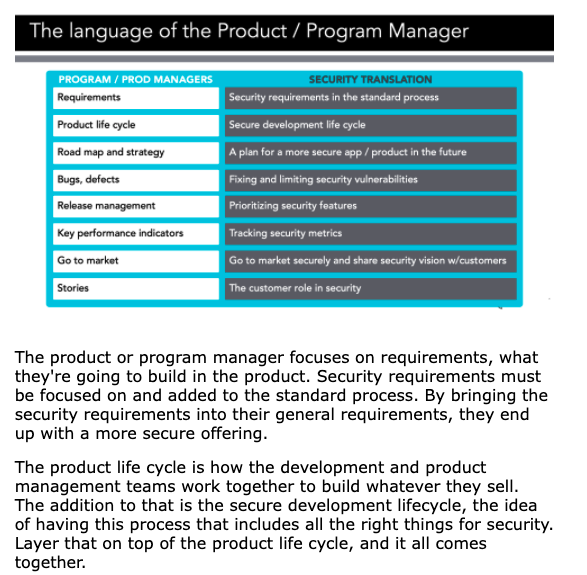 The language of the Product / Program Manager
PROGRAM / PROD MANAGERS SECURITY TRANSLATION
Requirements Security requirements in the standard process
Product life cycle Secure development life cycle
Road map and strategy A plan for a more secure app / product in the future
Bugs, defects Fixing and limiting security vulnerabilities
Release management Prioritizing security features
Key performance indicators Tracking security metrics
Go to market Go to market securely and share security vision w/customers
Stories The customer role in security
The product or program manager focuses on requirements, what
they're going to build in the product. Security requirements must
be focused on and added to the standard process. By bringing the
security requirements into their general requirements, they end
up with a more secure offering.
The product life cycle is how the development and product
management teams work together to build whatever they sell.
The addition to that is the secure development lifecycle, the idea
of having this process that includes all the right things for security.
Layer that on top of the product life cycle, and it all comes
together.